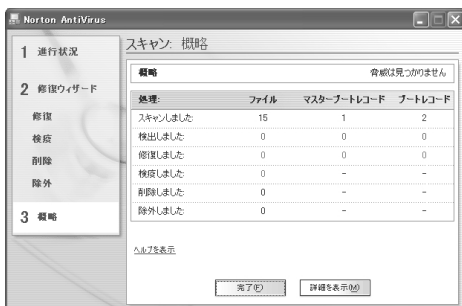 Norton AntiVirus
1 進行状況
2 修復ウィザード
修復
検疫
削除
除外
3 概略
スキャン: 概略
概略 脅威は見つかりません
処理: ファイル マスターブートレコード ブートレコード
スキャンしました: 15 1 2
検出しました: 0 0 0
修復しました: 0 0 0
検疫しました: 0 - -
削除しました: 0 - -
除外しました: 0 - -
ヘルプを表示
完了(F) 詳細を表示(M)